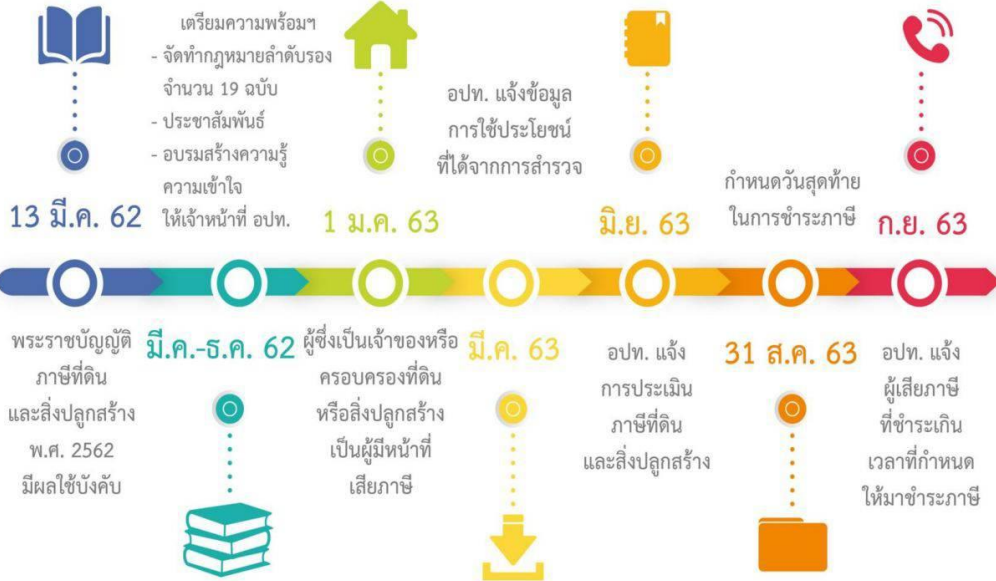 13 มี.ค. 62
พระราชบัญญัติ
ภาษีที่ดิน
และสิ่งปลูกสร้าง
พ.ศ. 2562
มีผลใช้บังคับ
เตรียมความพร้อมฯ
- จัดทำกฎหมายลำดับรอง
จำนวน 19 ฉบับ
- ประชาสัมพันธ์
- อบรมสร้างความรู้
ความเข้าใจ
ให้เจ้าหน้าที่ อปท.
มี.ค.-ธ.ค. 62
1 ม.ค. 63
ผู้ซึ่งเป็นเจ้าของหรือ
ครอบครองที่ดิน
หรือสิ่งปลูกสร้าง
เป็นผู้มีหน้าที่
เสียภาษี
อปท. แจ้งข้อมูล
การใช้ประโยชน์
ที่ได้จากการสำรวจ
มี.ค. 63
มิ.ย. 63
อปท. แจ้ง
การประเมิน
ภาษีที่ดิน
และสิ่งปลูกสร้าง
กำหนดวันสุดท้าย
ในการชำระภาษี
31 ส.ค. 63
ก.ย. 63
อปท. แจ้ง
ผู้เสียภาษี
ที่ชำระเกิน
เวลาที่กำหนด
ให้มาชำระภาษี